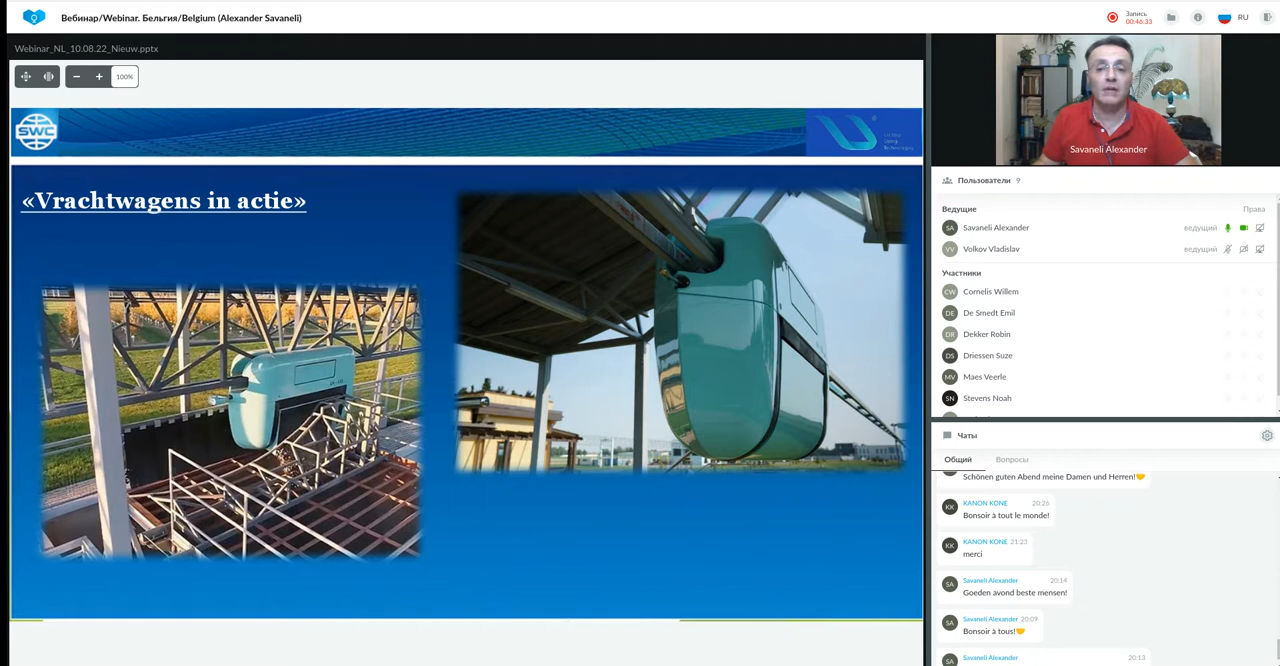 Вебинар/Webinar. Бельгия/Belgium (Alexander Savaneli)
Запись
00:46:33
RU
Webinar_NL_10.08.22_Nieuw.pptx
100%
SWC
«Vrachtwagens in actie»
Savaneli Alexander
Пользователи 9
Ведущие Права
SA Savaneli Alexander ведущий
VV Volkov Vladislav ведущий
Участники
CW Cornelis Willem
DE De Smedt Emil
DR Dekker Robin
DS Driessen Suze
MV Maes Veerle
SN Stevens Noah
Чаты
Общий Вопросы
Schönen guten Abend meine Damen und Herren!🤝
KK KANON KONE 20:26
Bonsoir à tout le monde!
KK KANON KONE 21:23
merci
SA Savaneli Alexander 20:14
Goeden avond beste mensen!
SA Savaneli Alexander 20:09
Bonsoir à tous!🤝
SA Savaneli Alexander 20:13